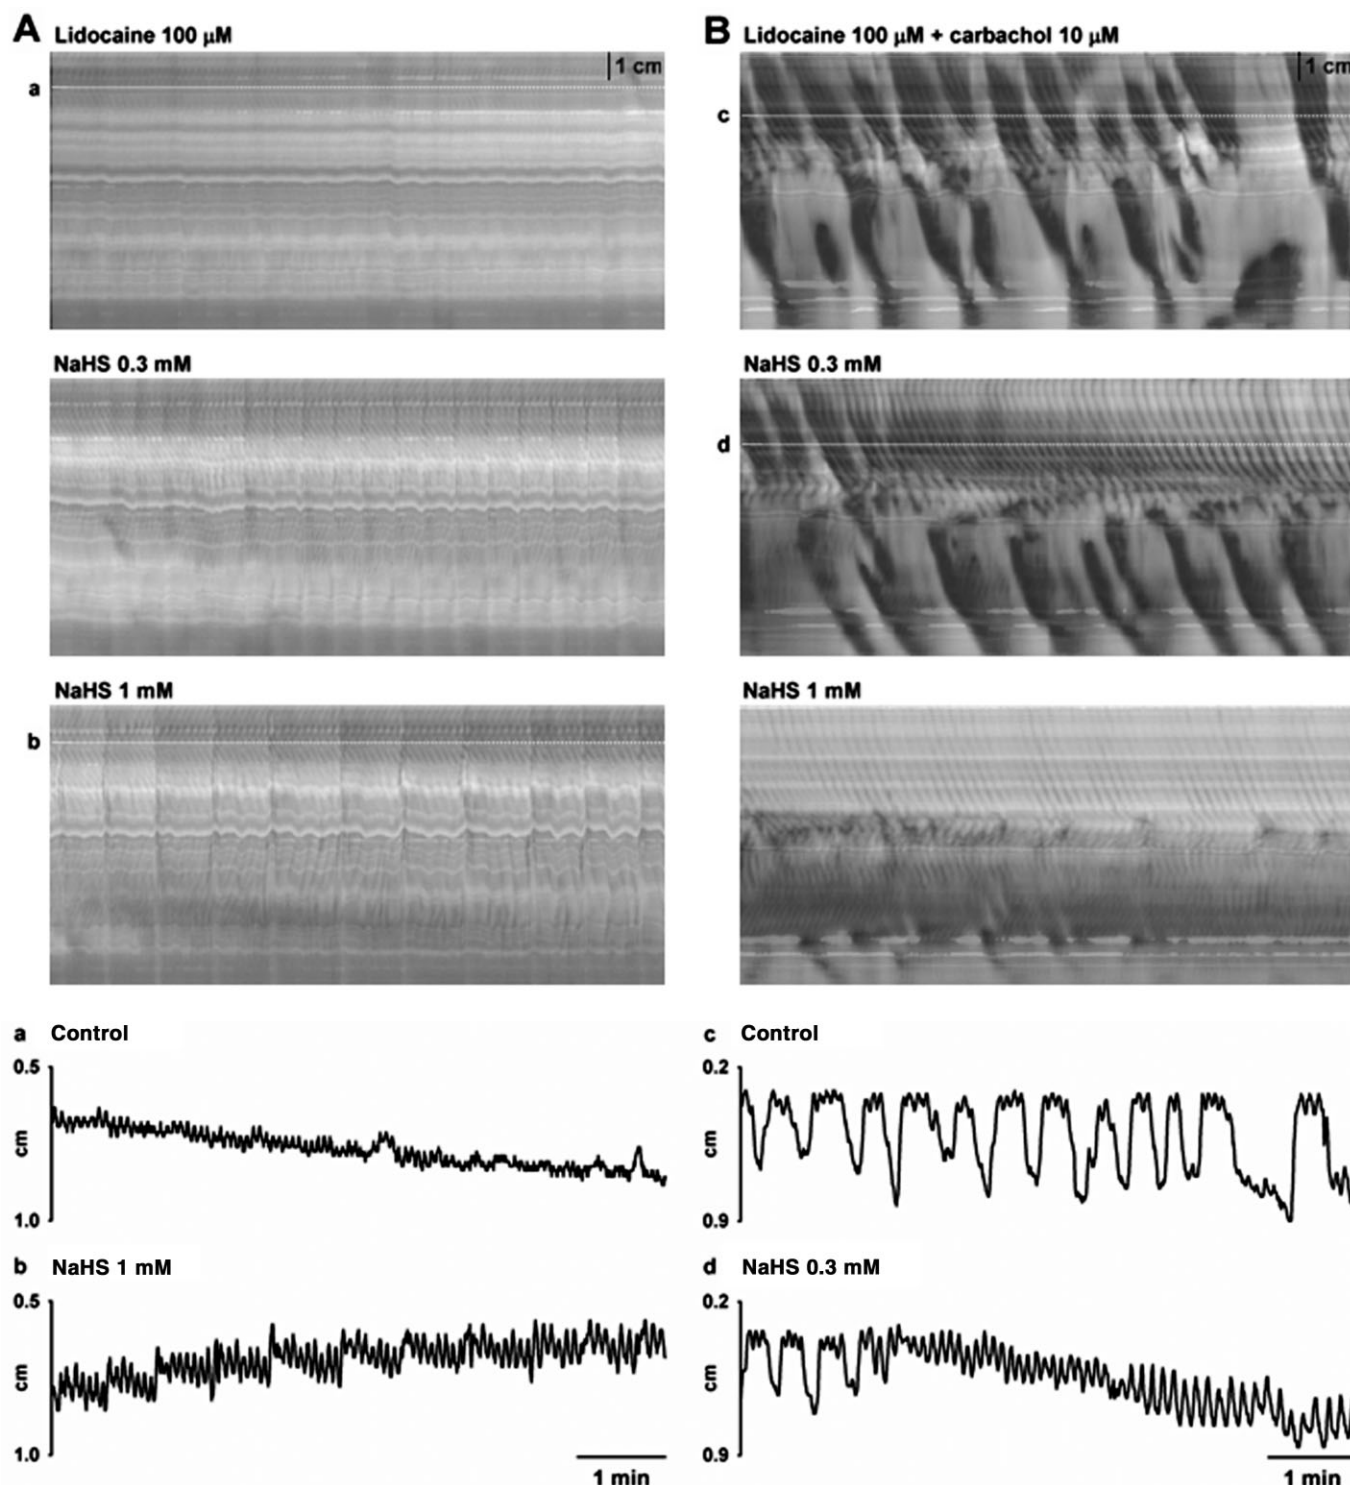 A Lidocaine 100 µM
1 cm
a
NaHS 0.3 mM
NaHS 1 mM
b
B Lidocaine 100 µM + carbachol 10 µM
1 cm
c
NaHS 0.3 mM
d
NaHS 1 mM
a Control
0.5
cm
1.0
b NaHS 1 mM
0.5
cm
1.0
1 min
c Control
0.2
cm
0.9
d NaHS 0.3 mM
0.2
cm
0.9
1 min